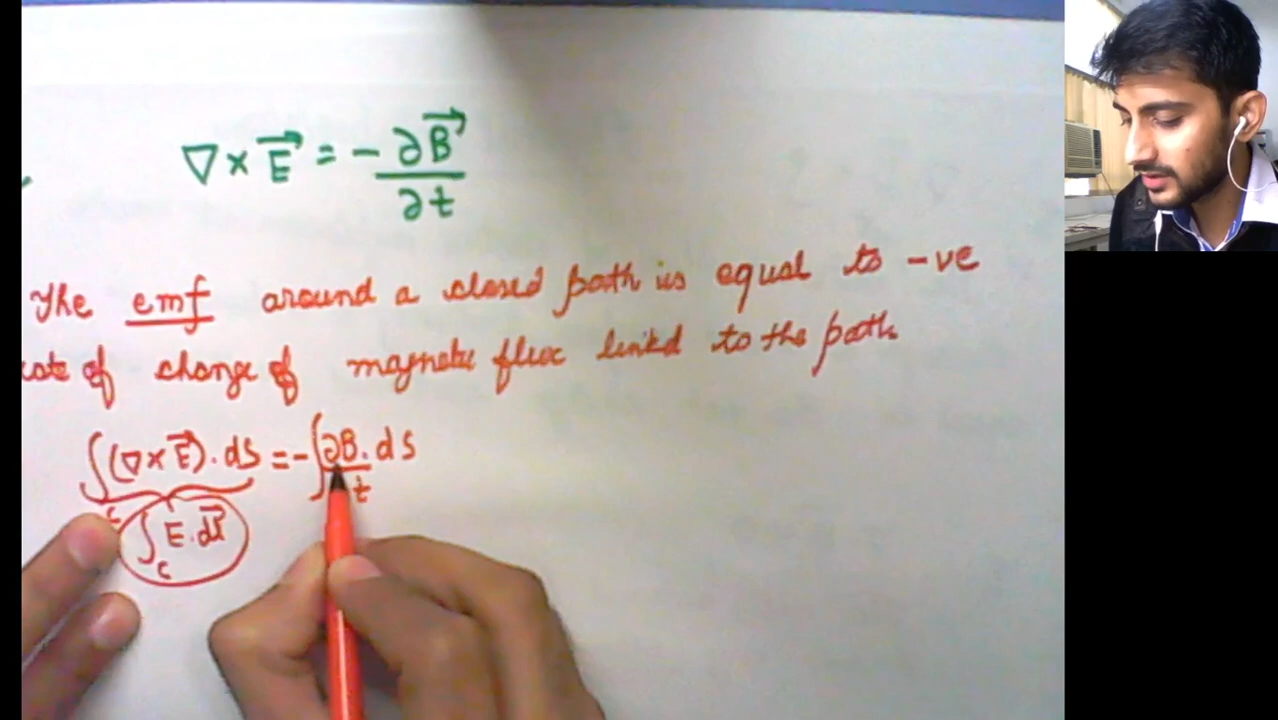 ∇ × E⃗ = - ∂B⃗ / ∂t
The emf around a closed path is equal to -ve
rate of change of magnetic flux linked to the path
∫ (∇ × E⃗) . ds = - ∫ ∂B . ds
t
∫c E . dl⃗